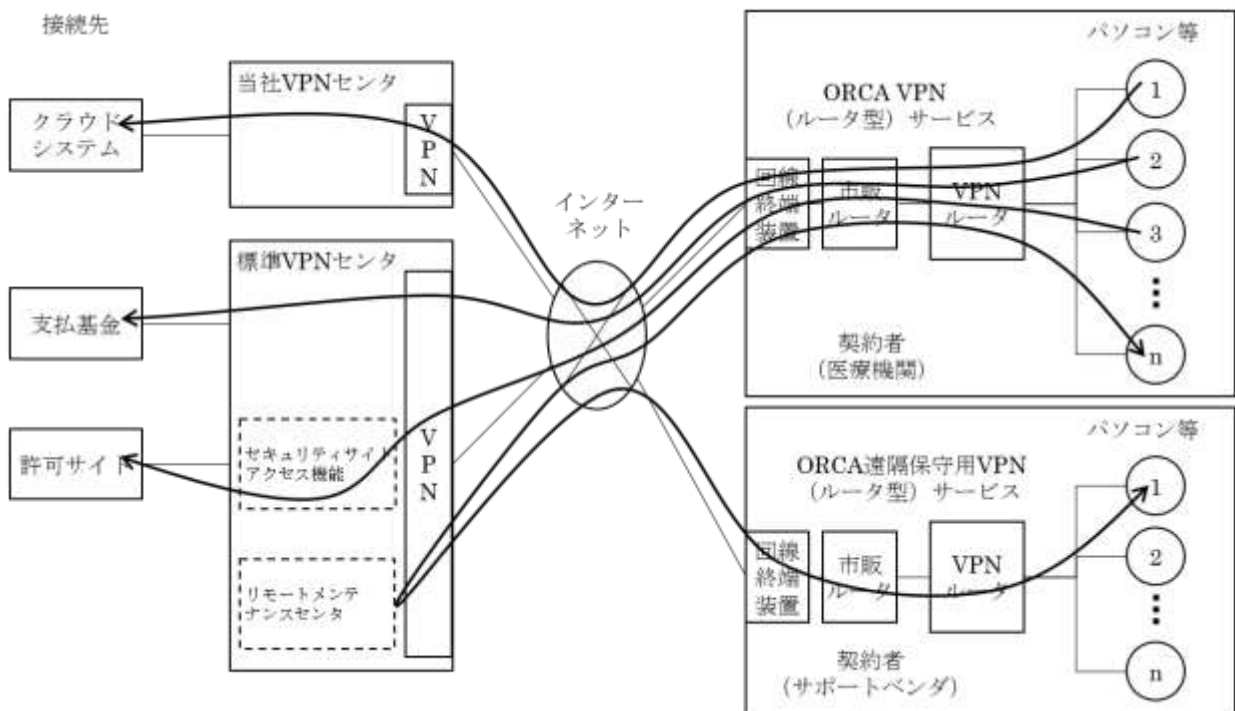 接続先
クラウド
システム
支払基金
許可サイト
当社VPNセンタ
V
P
N
標準VPNセンタ
セキュリティサイト
アクセス機能
リモートメンテ
ナンスセンタ
V
P
N
インター
ネット
パソコン等
ORCA VPN
（ルータ型）サービス
回線
終端
装置
市販
ルータ
VPN
ルータ
1
2
3
n
契約者
（医療機関）
パソコン等
ORCA遠隔保守用VPN
（ルータ型）サービス
回線
終端
装置
市販
ルータ
VPN
ルータ
1
2
n
契約者
（サポートベンダ）